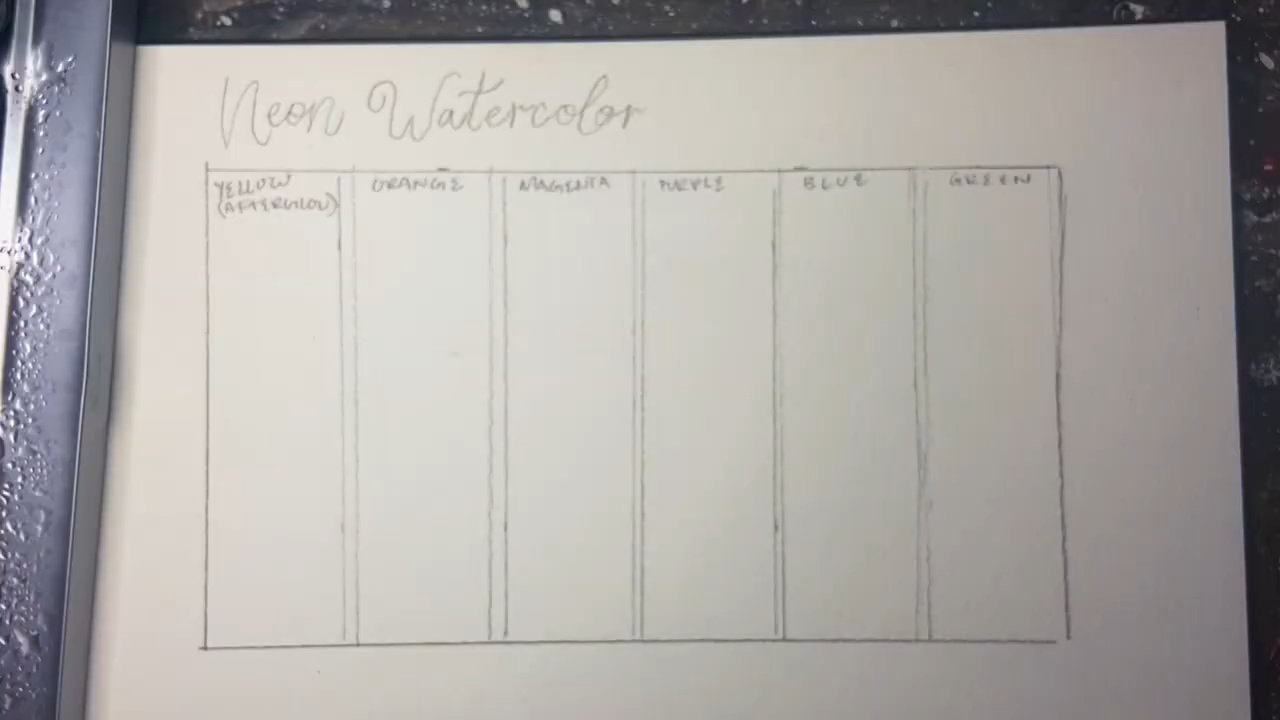 Neon Watercolor
YELLOW ORANGE MAGENTA PURPLE BLUE GREEN
(AFTERGLOW)